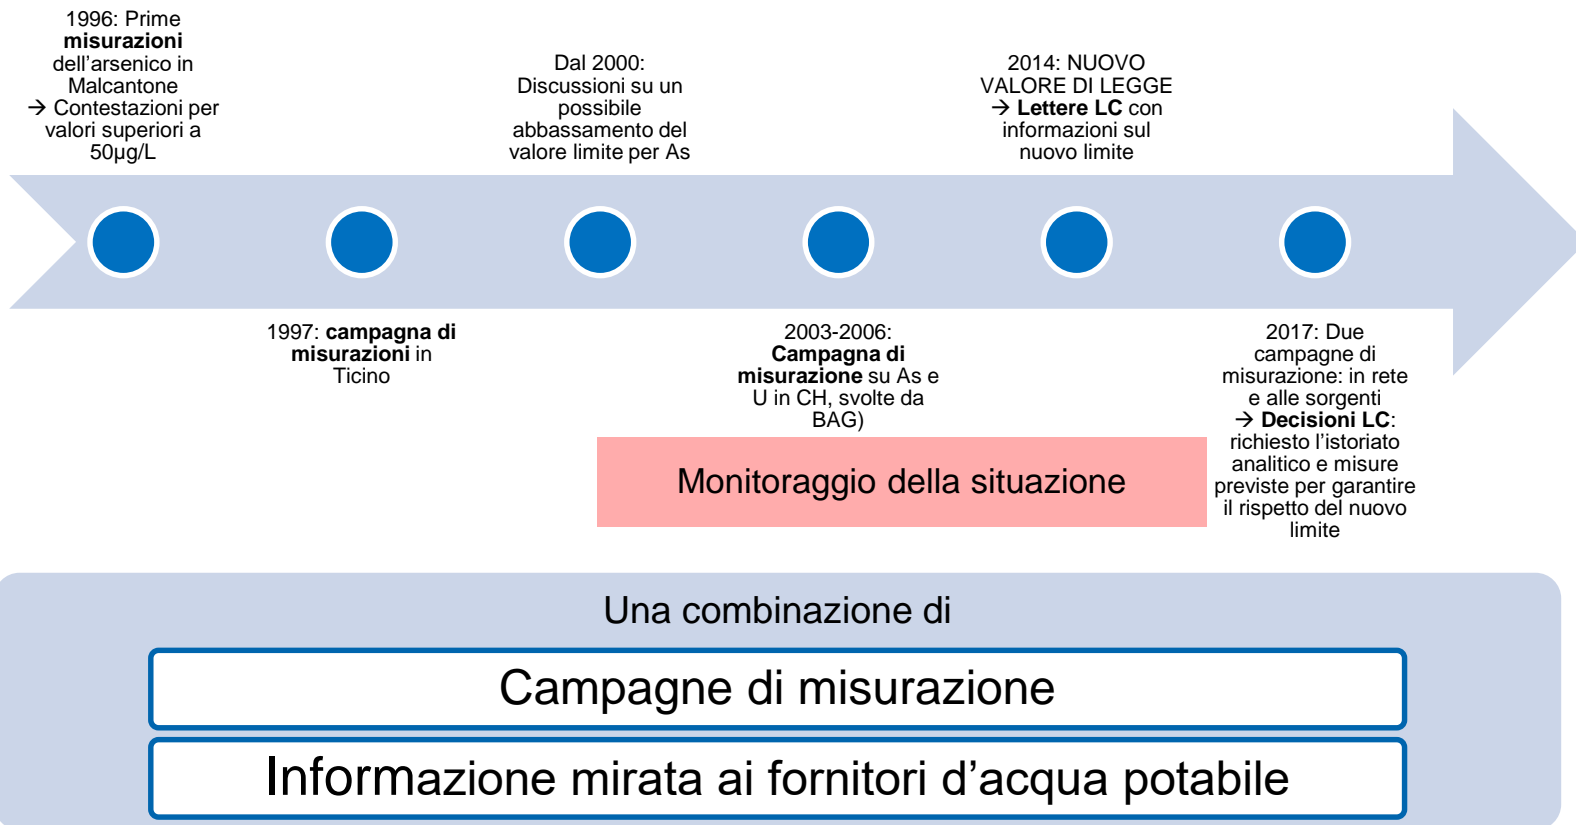 1996: Prime
misurazioni
dell’arsenico in
Malcantone
→ Contestazioni per
valori superiori a
50µg/L
Dal 2000:
Discussioni su un
possibile
abbassamento del
valore limite per As
2014: NUOVO
VALORE DI LEGGE
→ Lettere LC con
informazioni sul
nuovo limite
1997: campagna di
misurazioni in
Ticino
2003-2006:
Campagna di
misurazione su As e
U in CH, svolte da
BAG)
2017: Due
campagne di
misurazione: in rete
e alle sorgenti
→ Decisioni LC:
richiesto l’istoriato
analitico e misure
previste per garantire
il rispetto del nuovo
limite
Monitoraggio della situazione
Una combinazione di
Campagne di misurazione
Informazione mirata ai fornitori d’acqua potabile